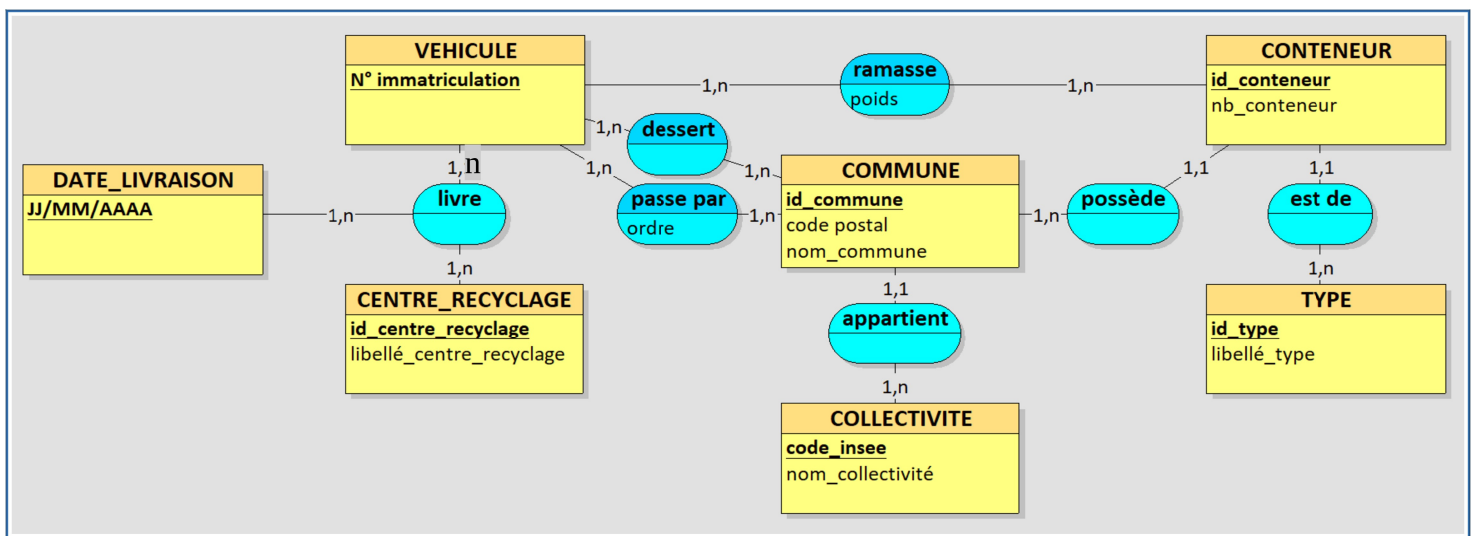 VEHICULE
N° immatriculation
ramasse
poids
CONTENEUR
id_conteneur
nb_conteneur
1,n
1,n
1,n
dessert
1,n
1,n
1,n
passe par
ordre
1,n
COMMUNE
id_commune
code postal
nom_commune
1,n
possède
1,1
1,1
est de
1,n
DATE_LIVRAISON
JJ/MM/AAAA
1,n
livre
1,n
CENTRE_RECYCLAGE
id_centre_recyclage
libellé_centre_recyclage
1,1
appartient
1,n
TYPE
id_type
libellé_type
COLLECTIVITE
code_insee
nom_collectivité